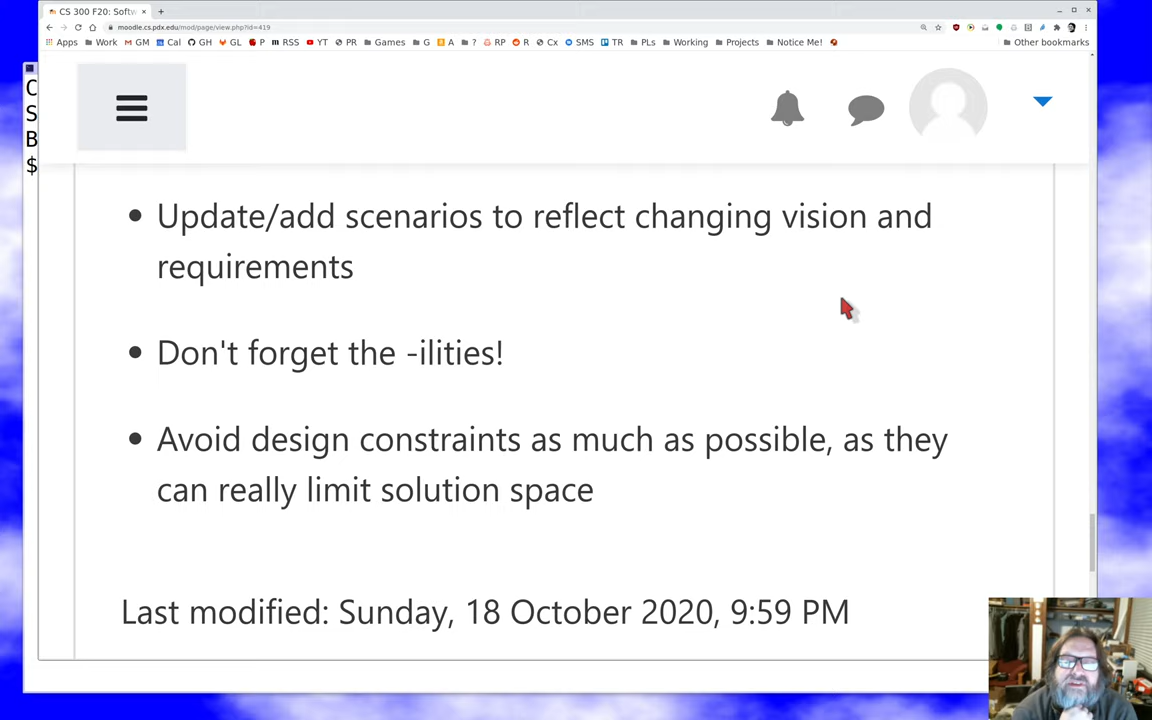 CS 300 F20: Softw
moodle.cs.pdx.edu/mod/page/view.php?id=419
Apps Work GM Cal GH GL P RSS YT PR Games G A ? RP R Cx SMS TR PLs Working Projects Notice Me! Other bookmarks
C
S
B
$
• Update/add scenarios to reflect changing vision and
requirements
• Don't forget the -ilities!
• Avoid design constraints as much as possible, as they
can really limit solution space
Last modified: Sunday, 18 October 2020, 9:59 PM